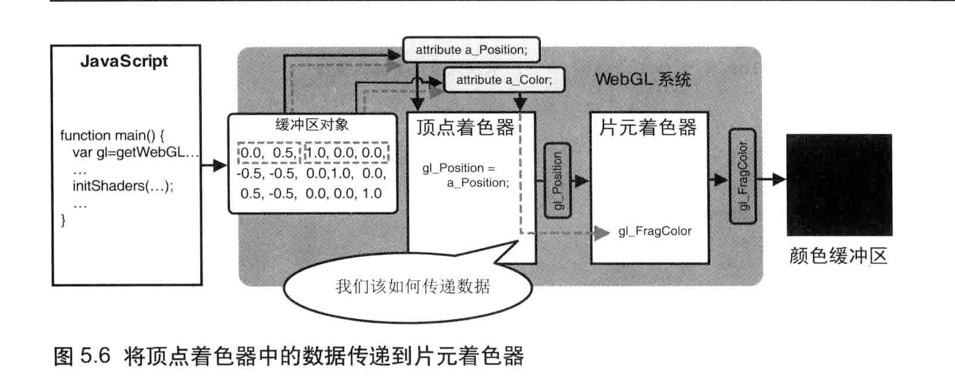 JavaScript
function main() {
var gl=getWebGL…
…
initShaders(…);
…
}
attribute a_Position;
attribute a_Color;
WebGL 系统
缓冲区对象
0.0, 0.5, 1.0, 0.0, 0.0,
-0.5, -0.5, 0.0,1.0, 0.0,
0.5, -0.5, 0.0, 0.0, 1.0
顶点着色器
gl_Position =
a_Position;
gl_Position
片元着色器
gl_FragColor
gl_FragColor
颜色缓冲区
我们该如何传递数据
图 5.6 将顶点着色器中的数据传递到片元着色器